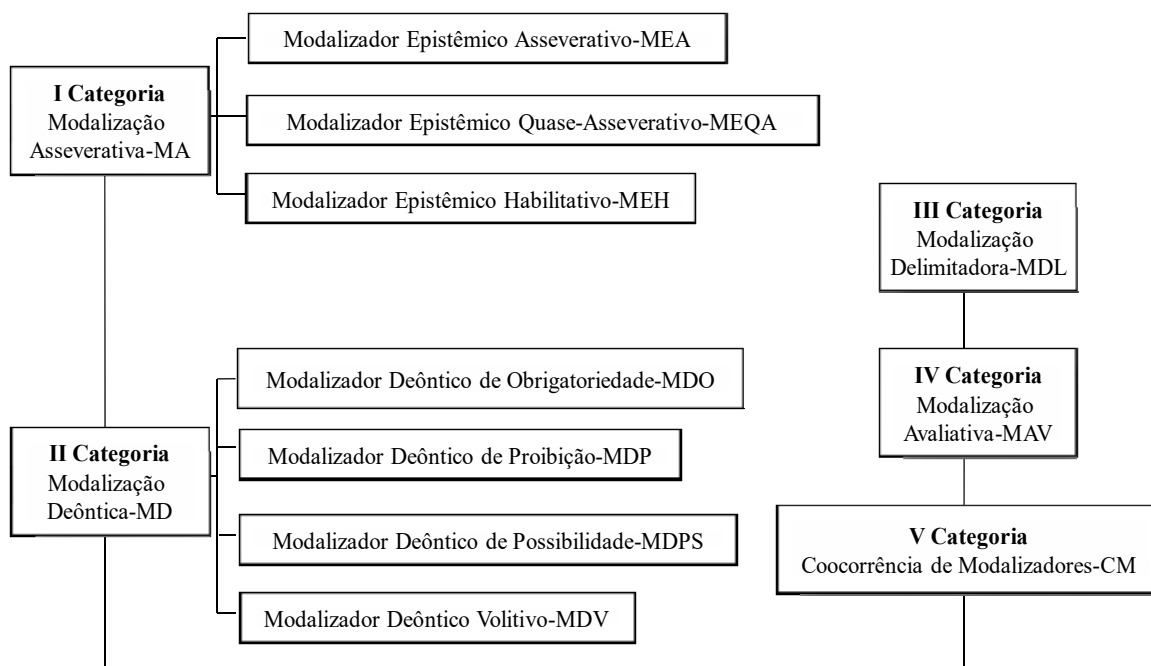 I Categoria
Modalização
Asseverativa-MA
Modalizador Epistêmico Asseverativo-MEA
Modalizador Epistêmico Quase-Asseverativo-MEQA
Modalizador Epistêmico Habilitativo-MEH
II Categoria
Modalização
Deôntica-MD
Modalizador Deôntico de Obrigatoriedade-MDO
Modalizador Deôntico de Proibição-MDP
Modalizador Deôntico de Possibilidade-MDPS
Modalizador Deôntico Volitivo-MDV
III Categoria
Modalização
Delimitadora-MDL
IV Categoria
Modalização
Avaliativa-MAV
V Categoria
Coocorrência de Modalizadores-CM